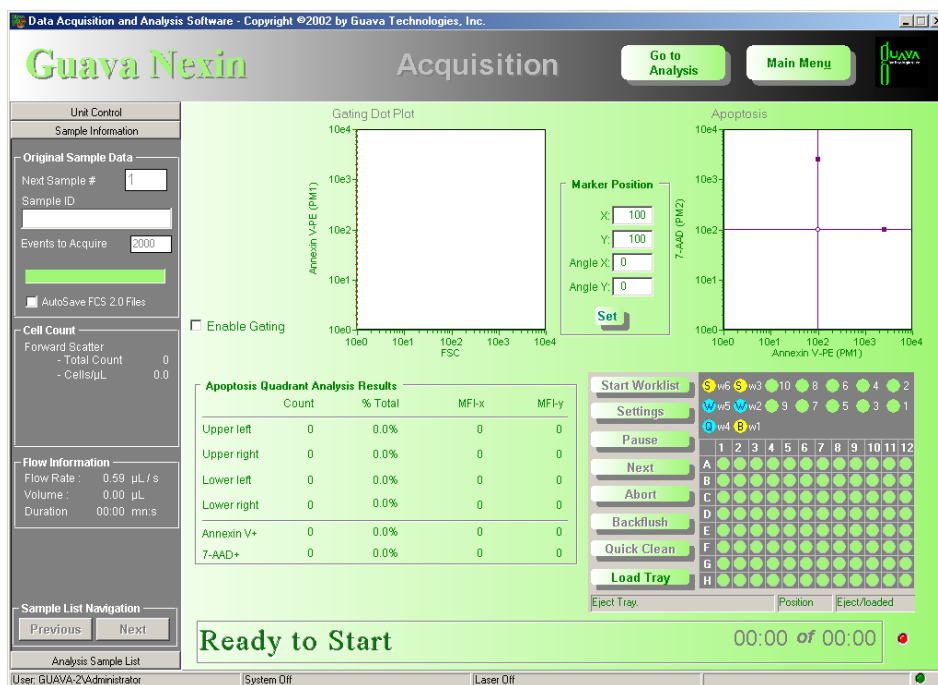 Data Acquisition and Analysis Software - Copyright ©2002 by Guava Technologies, Inc.
Guava Nexin
Acquisition
Go to Analysis
Main Menu
GUAVA
Unit Control
Sample Information
Original Sample Data
Next Sample # 1
Sample ID
Events to Acquire 2000
AutoSave FCS 2.0 Files
Cell Count
Forward Scatter
- Total Count 0
- Cells/µL 0.0
Flow Information
Flow Rate : 0.59 µL / s
Volume : 0.00 µL
Duration 00:00 mn:s
Sample List Navigation
Previous Next
Analysis Sample List
Gating Dot Plot
Annexin V-PE (PM1)
10e4
10e3
10e2
10e1
10e0
10e0 10e1 10e2 10e3 10e4
FSC
Enable Gating
Marker Position
X: 100
Y: 100
Angle X: 0
Angle Y: 0
Set
Apoptosis
7-AAD (PM2)
10e4
10e3
10e2
10e1
10e0
10e0 10e1 10e2 10e3 10e4
Annexin V-PE (PM1)
Apoptosis Quadrant Analysis Results
Count % Total MFI-x MFI-y
Upper left 0 0.0% 0 0
Upper right 0 0.0% 0 0
Lower left 0 0.0% 0 0
Lower right 0 0.0% 0 0
Annexin V+ 0 0.0% 0 0
7-AAD+ 0 0.0% 0 0
Start Worklist
Settings
Pause
Next
Abort
Backflush
Quick Clean
Load Tray
S w6 S w3 10 8 6 4 2
W w5 W w2 9 7 5 3 1
Q w4 B w1
1 2 3 4 5 6 7 8 9 10 11 12
A
B
C
D
E
F
G
H
Eject Tray. Position Eject/loaded
Ready to Start 00:00 of 00:00
User: GUAVA-2\Administrator System Off Laser Off